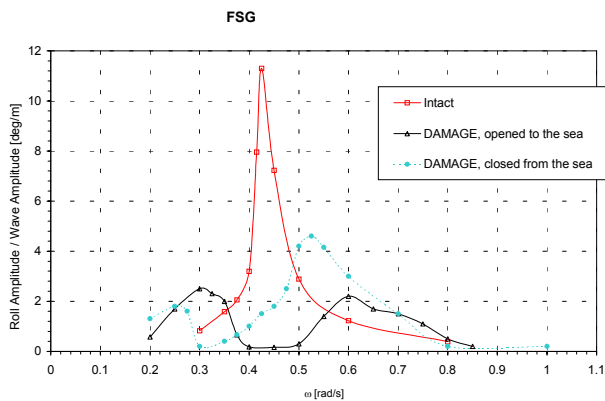 FSG
12
10
8
6
4
2
0
Roll Amplitude / Wave Amplitude [deg/m]
Intact
DAMAGE, opened to the sea
DAMAGE, closed from the sea
0 0.1 0.2 0.3 0.4 0.5 0.6 0.7 0.8 0.9 1 1.1
ω [rad/s]